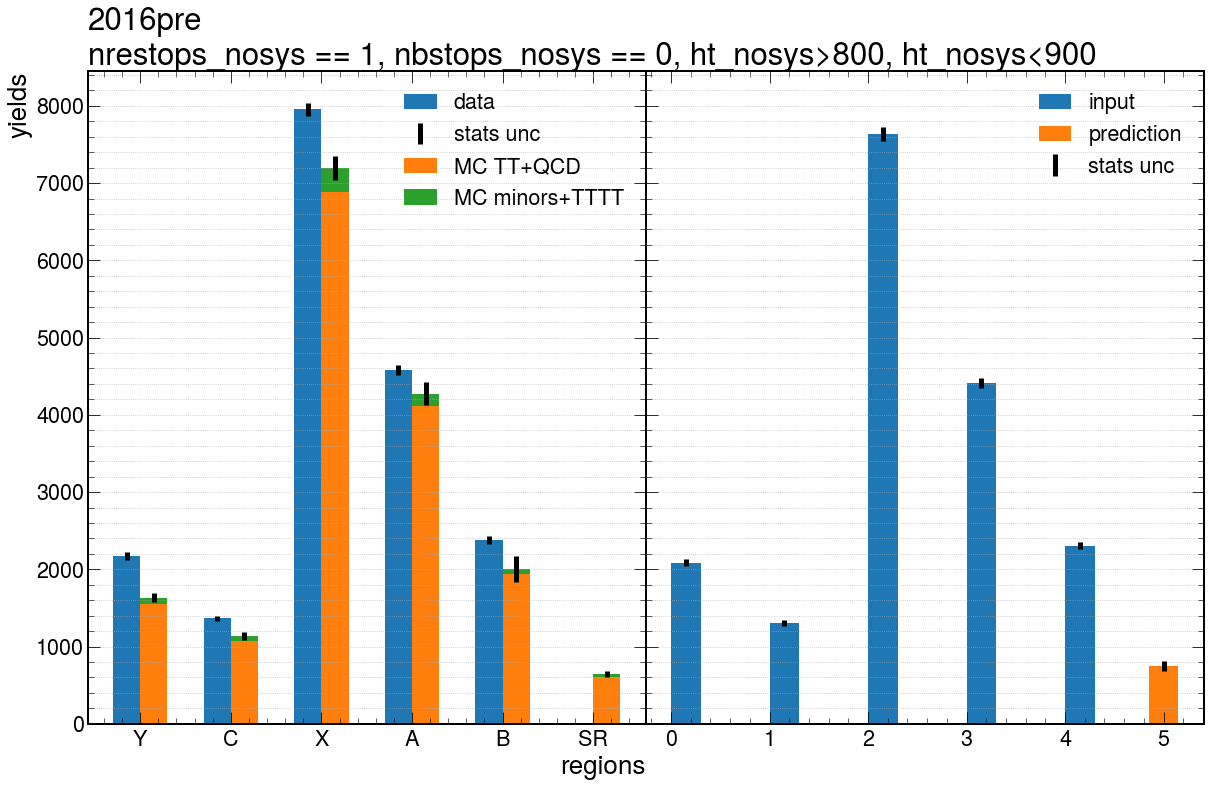 2016pre
nrestops_nosys == 1, nbstops_nosys == 0, ht_nosys>800, ht_nosys<900
yields
8000
7000
6000
5000
4000
3000
2000
1000
0
data
stats unc
MC TT+QCD
MC minors+TTTT
input
prediction
stats unc
Y C X A B SR
0 1 2 3 4 5
regions